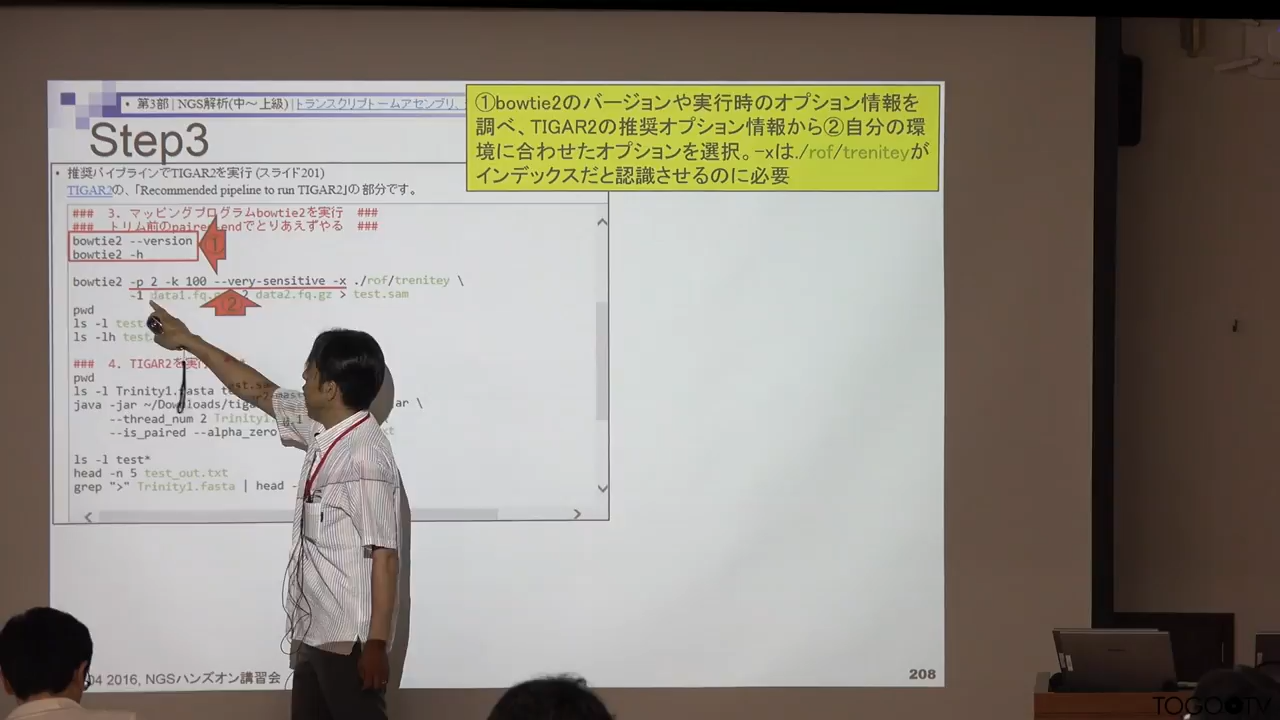 • 第3部 | NGS解析(中～上級) | トランスクリプトームアセンブリ、
Step3
①bowtie2のバージョンや実行時のオプション情報を
調べ、TIGAR2の推奨オプション情報から②自分の環
境に合わせたオプションを選択。-xは./rof/treniteyが
インデックスだと認識させるのに必要
• 推奨パイプラインでTIGAR2を実行 (スライド201)
TIGAR2の、「Recommended pipeline to run TIGAR2」の部分です。
### 3. マッピングプログラムbowtie2を実行 ###
### トリム前のpaired-endでとりあえずやる ###
bowtie2 --version
bowtie2 -h
①
bowtie2 -p 2 -k 100 --very-sensitive -x ./rof/trenitey \
-1 data1.fq.gz 2 data2.fq.gz > test.sam
②
pwd
ls -l test
ls -lh test
### 4. TIGAR2を実行
pwd
ls -l Trinity1.fasta test.sa
java -jar ~/Downloads/tiga ar \
--thread_num 2 Trinity1
--is_paired --alpha_zero
ls -l test*
head -n 5 test_out.txt
grep ">" Trinity1.fasta | head -
04 2016, NGSハンズオン講習会
208
TOGOTV